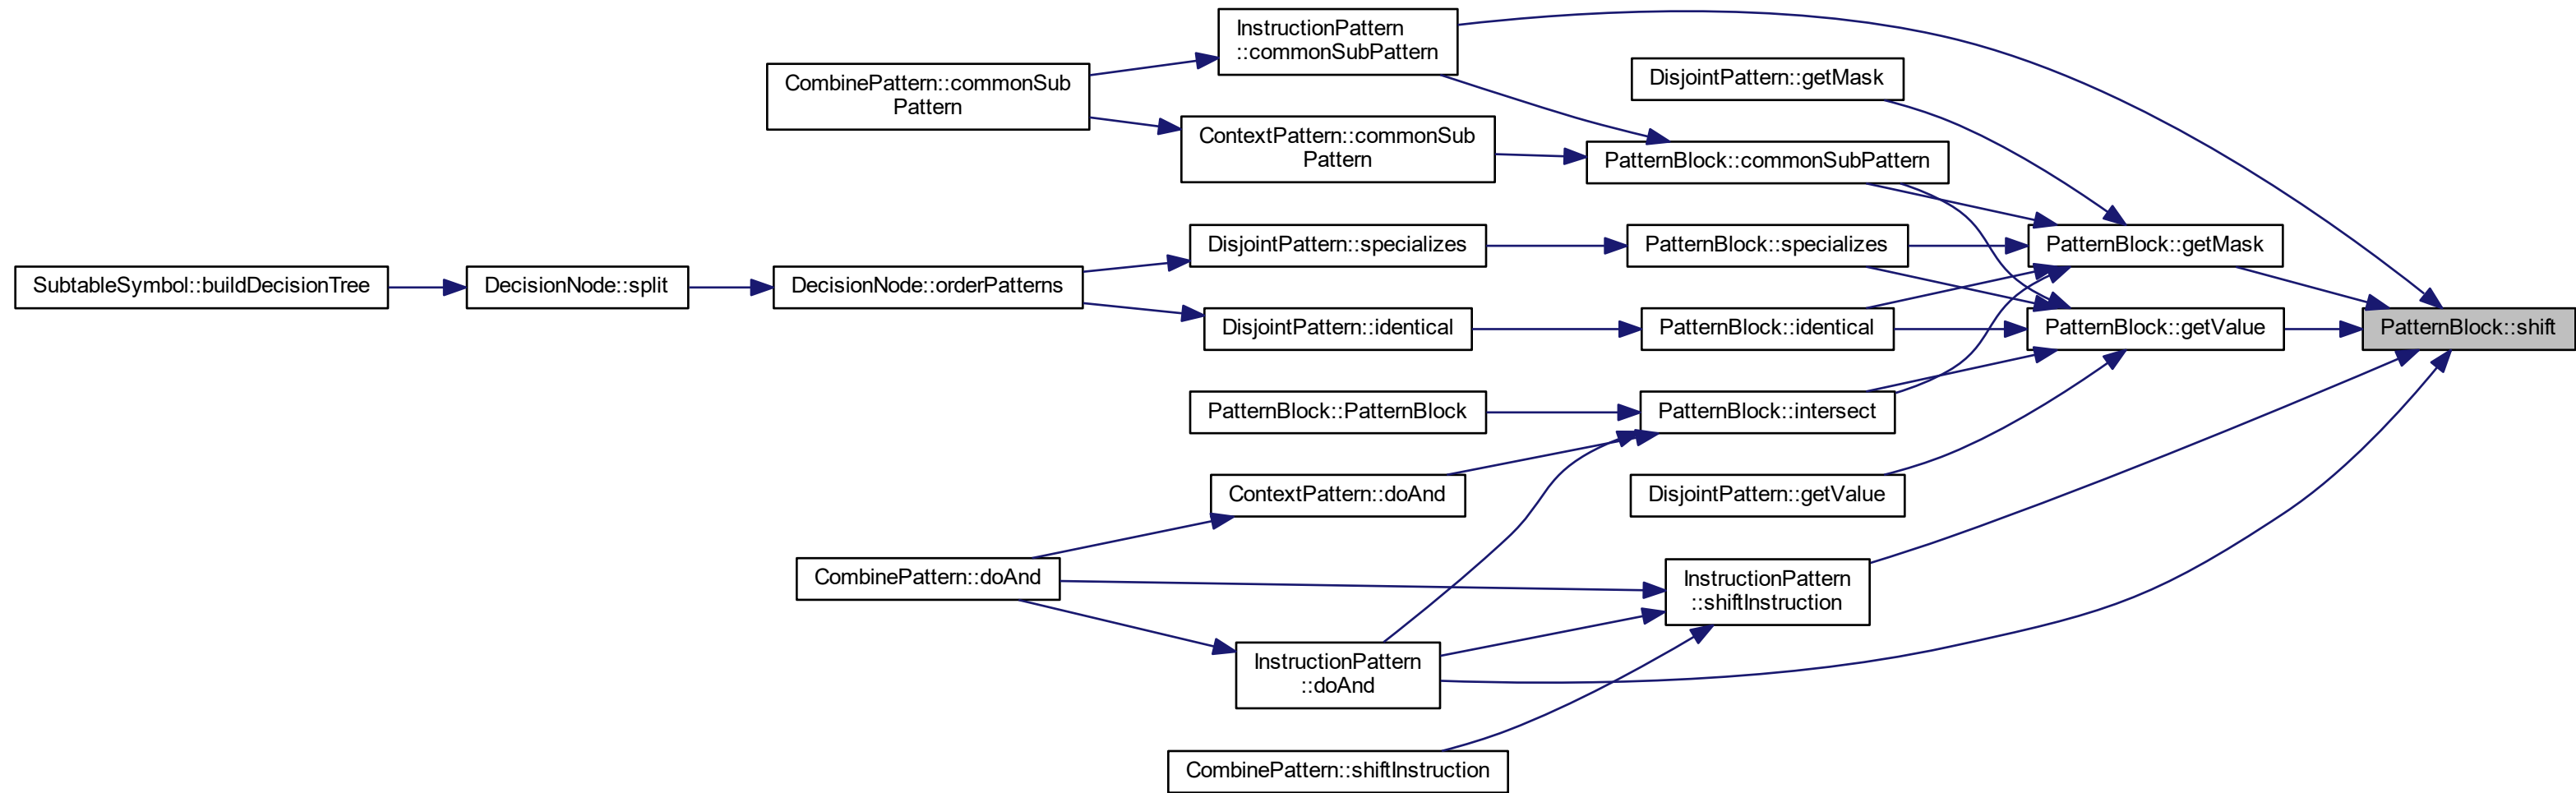 InstructionPattern
::commonSubPattern
CombinePattern::commonSub
Pattern
DisjointPattern::getMask
ContextPattern::commonSub
Pattern
PatternBlock::commonSubPattern
DisjointPattern::specializes
PatternBlock::specializes
PatternBlock::getMask
SubtableSymbol::buildDecisionTree
DecisionNode::split
DecisionNode::orderPatterns
DisjointPattern::identical
PatternBlock::identical
PatternBlock::getValue
PatternBlock::shift
PatternBlock::PatternBlock
PatternBlock::intersect
ContextPattern::doAnd
DisjointPattern::getValue
CombinePattern::doAnd
InstructionPattern
::shiftInstruction
InstructionPattern
::doAnd
CombinePattern::shiftInstruction